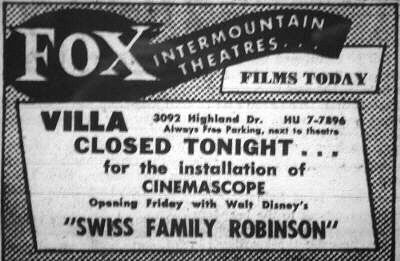 FOX
INTERMOUNTAIN
THEATRES...
FILMS TODAY
VILLA 3092 Highland Dr. HU 7-7896
Always Free Parking, next to theatre
CLOSED TONIGHT...
for the installation of
CINEMASCOPE
Opening Friday with Walt Disney's
"SWISS FAMILY ROBINSON"